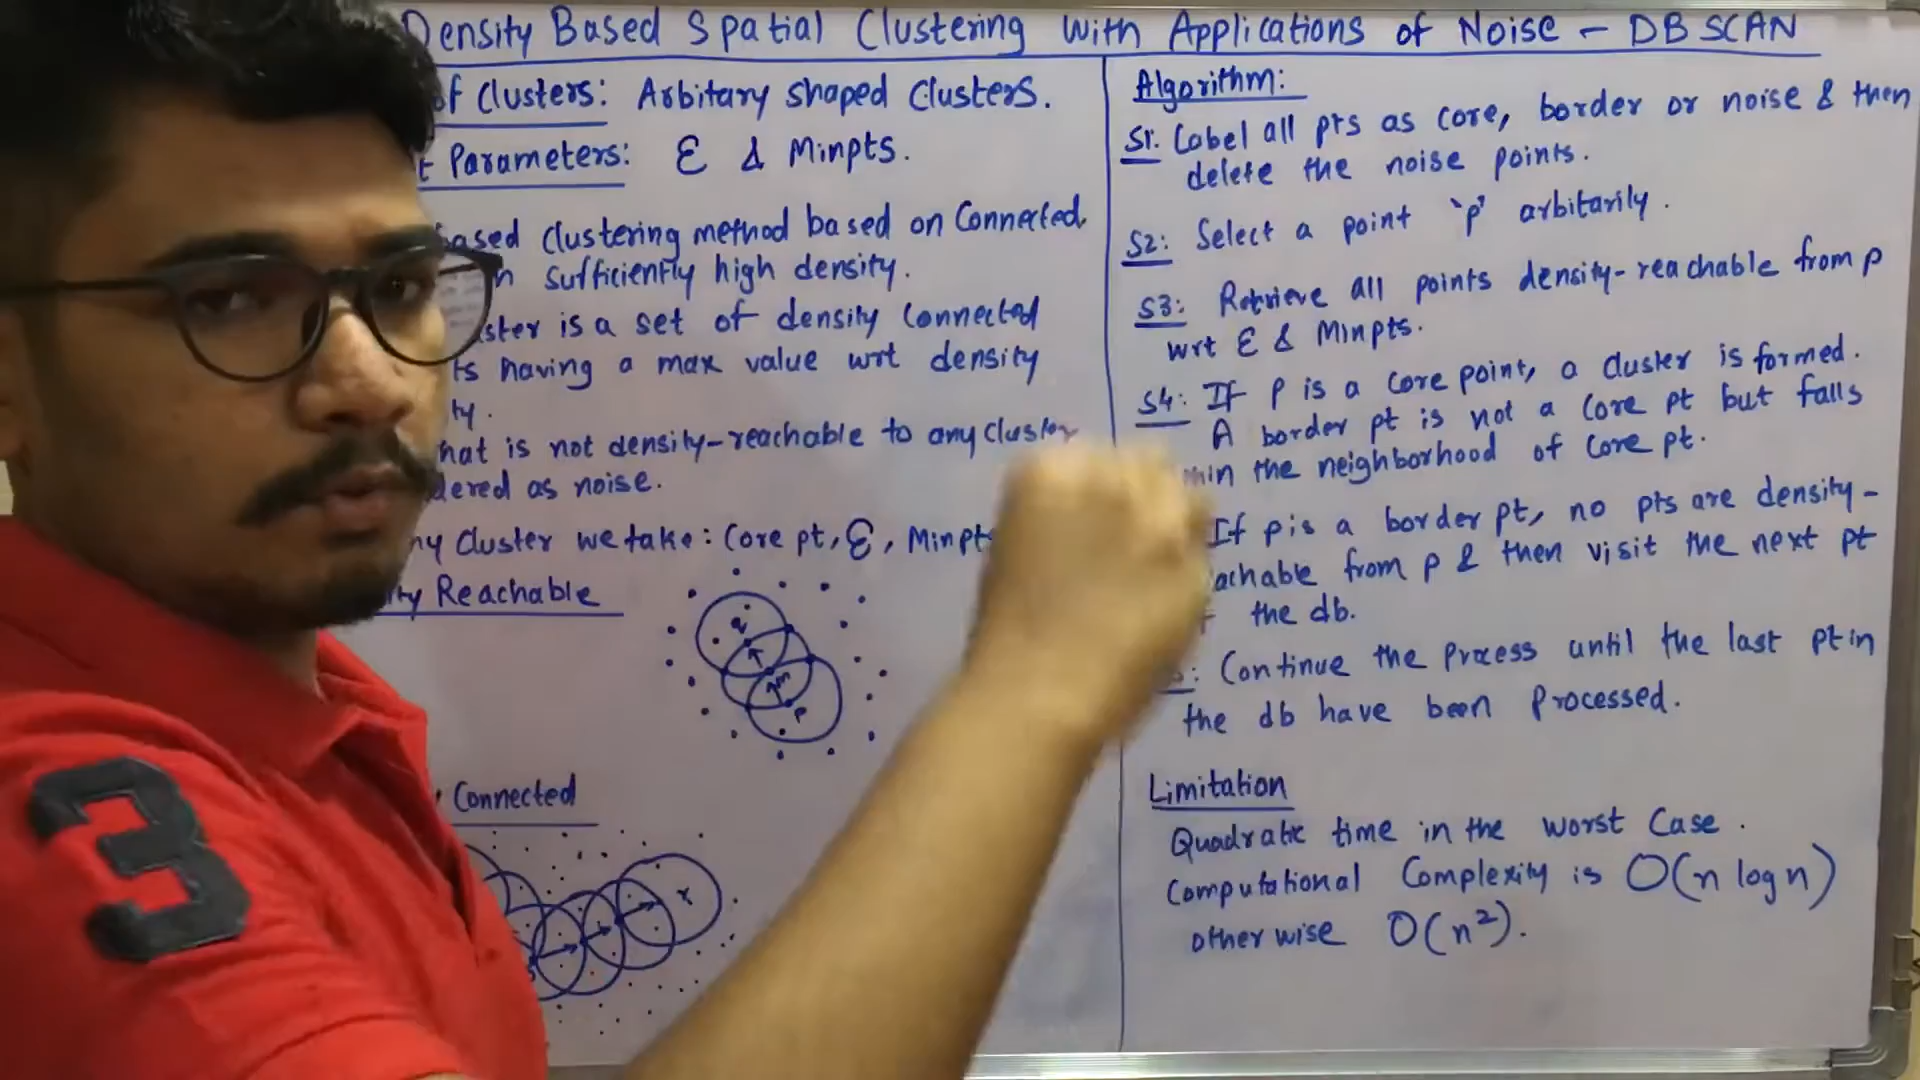 Density Based Spatial Clustering with Applications of Noise - DBSCAN
of Clusters: Arbitary shaped Clusters.
Parameters: ε & Minpts.
based clustering method based on Connected
sufficiently high density.
is a set of density Connected
having a max value wrt density
ty.
hat is not density-reachable to any Cluster
dered as noise.
ny Cluster we take: Core pt, ε, Minpts
Reachable
q
m
p
Connected
r
3
Algorithm:
S1: Label all pts as core, border or noise & then
delete the noise points.
S2: Select a point 'p' arbitarily.
S3: Retrieve all points density-reachable from p
wrt ε & Minpts.
S4: If p is a core point, a cluster is formed.
A border pt is not a core pt but falls
the neighborhood of core pt.
If p is a border pt, no pts are density-
achable from p & then visit the next pt
the db.
: Continue the process until the last pt in
the db have been processed.
Limitation
Quadratic time in the worst case.
Computational Complexity is O(n log n)
otherwise O(n²).